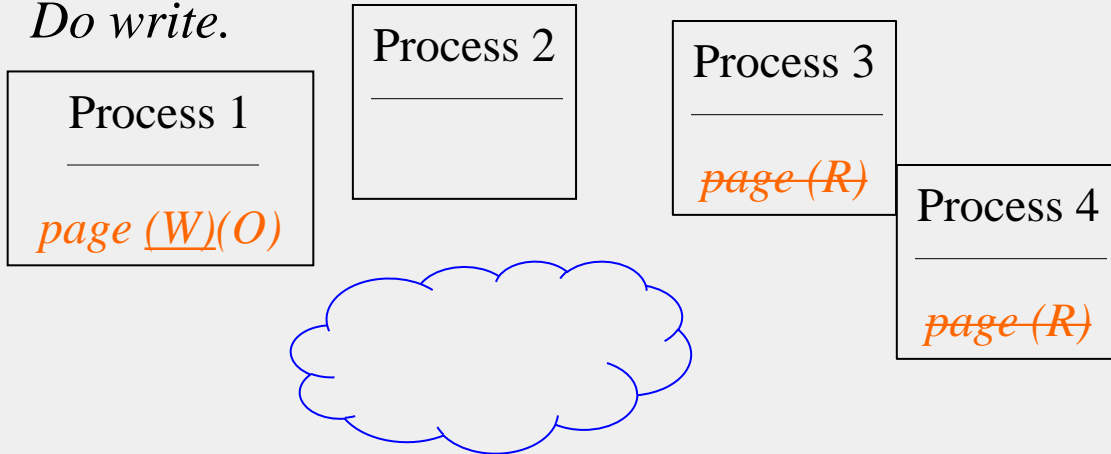 Do write.
Process 1
page (W)(O)
Process 2
Process 3
page (R)
Process 4
page (R)